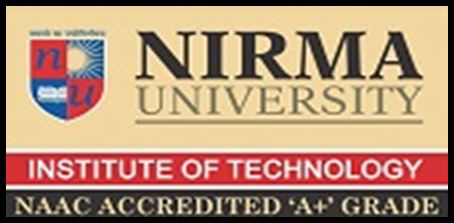 n
u
NIRMA
UNIVERSITY
INSTITUTE OF TECHNOLOGY
NAAC ACCREDITED ‘A+’ GRADE